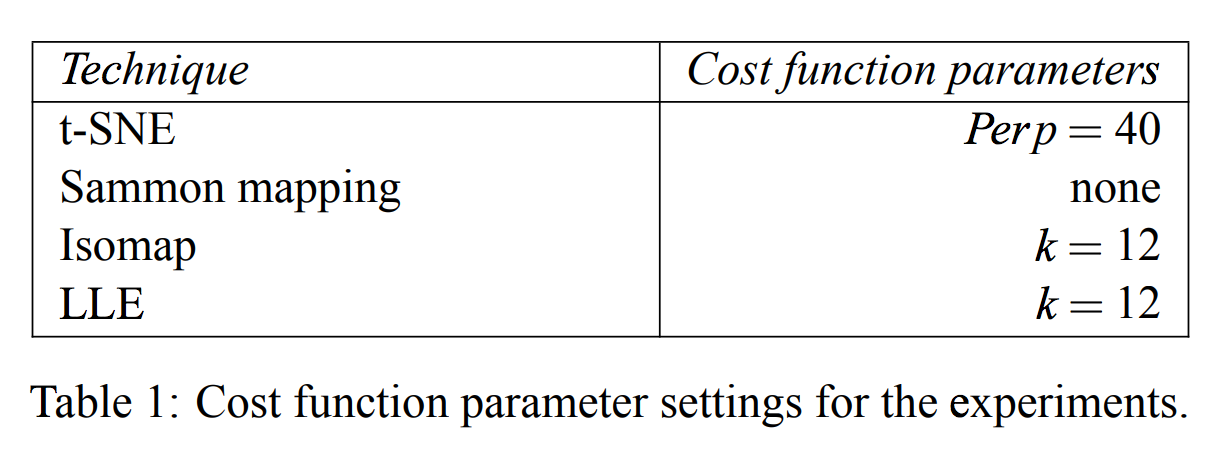 Technique Cost function parameters
t-SNE Perp = 40
Sammon mapping none
Isomap k = 12
LLE k = 12
Table 1: Cost function parameter settings for the experiments.